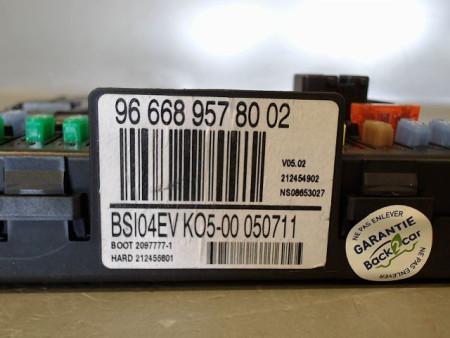 96 668 957 80 02
V05.02
212454902
NS08653027
BSI04EV KO5-00 050711
BOOT 2097777-1
HARD 212455801
NE PAS ENLEVER
GARANTIE
Back2car
NE PAS ENLEVER